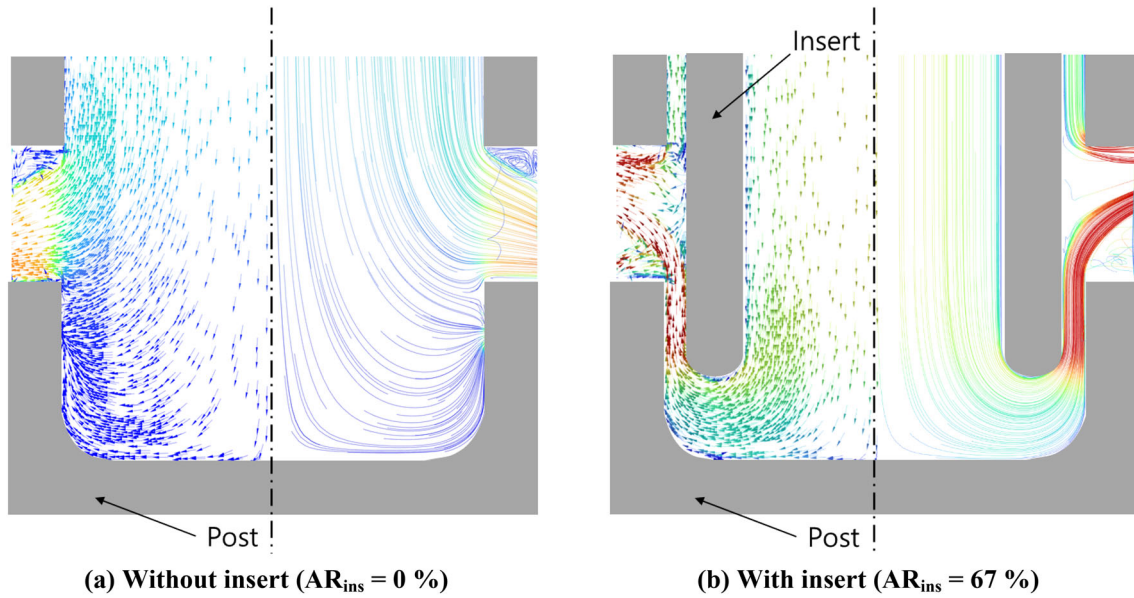 Insert
Post
Post
(a) Without insert (ARins = 0 %)
(b) With insert (ARins = 67 %)